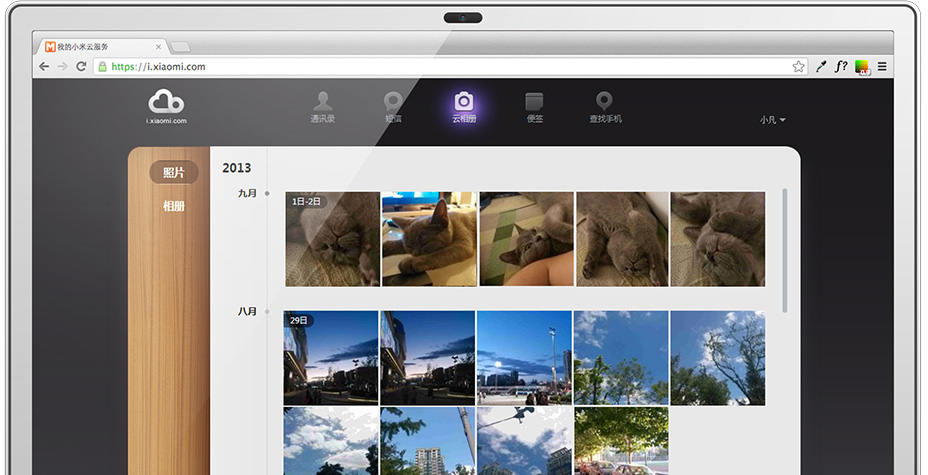 我的小米云服务
https://i.xiaomi.com
f?
i.xiaomi.com
通讯录
短信
云相册
便签
查找手机
小凡
照片
相册
2013
九月
1日-2日
八月
29日